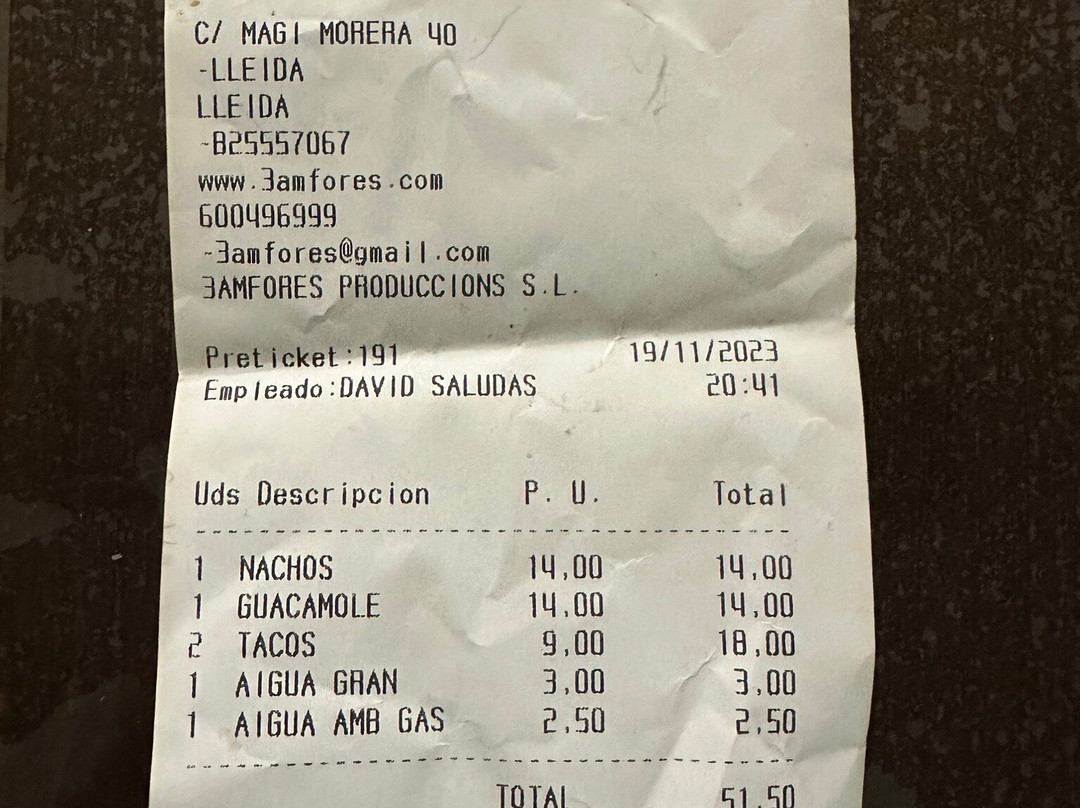 C/ MAGI MORERA 40
-LLEIDA
LLEIDA
-B25557067
www.3amfores.com
600496999
-3amfores@gmail.com
3AMFORES PRODUCCIONS S.L.
Preticket:191 19/11/2023
Empleado:DAVID SALUDAS 20:41
Uds Descripcion P. U. Total
1 NACHOS 14,00 14,00
1 GUACAMOLE 14,00 14,00
2 TACOS 9,00 18,00
1 AIGUA GRAN 3,00 3,00
1 AIGUA AMB GAS 2,50 2,50
TOTAL 51,50